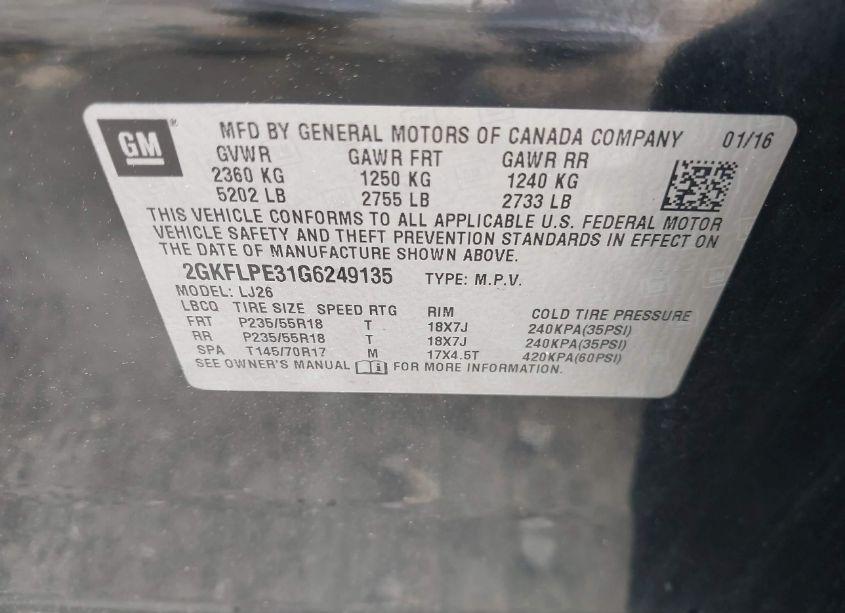 GM ® MFD BY GENERAL MOTORS OF CANADA COMPANY 01/16
GVWR GAWR FRT GAWR RR
2360 KG 1250 KG 1240 KG
5202 LB 2755 LB 2733 LB
THIS VEHICLE CONFORMS TO ALL APPLICABLE U.S. FEDERAL MOTOR
VEHICLE SAFETY AND THEFT PREVENTION STANDARDS IN EFFECT ON
THE DATE OF MANUFACTURE SHOWN ABOVE.
2GKFLPE31G6249135 TYPE: M.P.V.
MODEL: LJ26
LBCQ TIRE SIZE SPEED RTG RIM COLD TIRE PRESSURE
FRT P235/55R18 T 18X7J 240KPA(35PSI)
RR P235/55R18 T 18X7J 240KPA(35PSI)
SPA T145/70R17 M 17X4.5T 420KPA(60PSI)
SEE OWNER'S MANUAL FOR MORE INFORMATION.